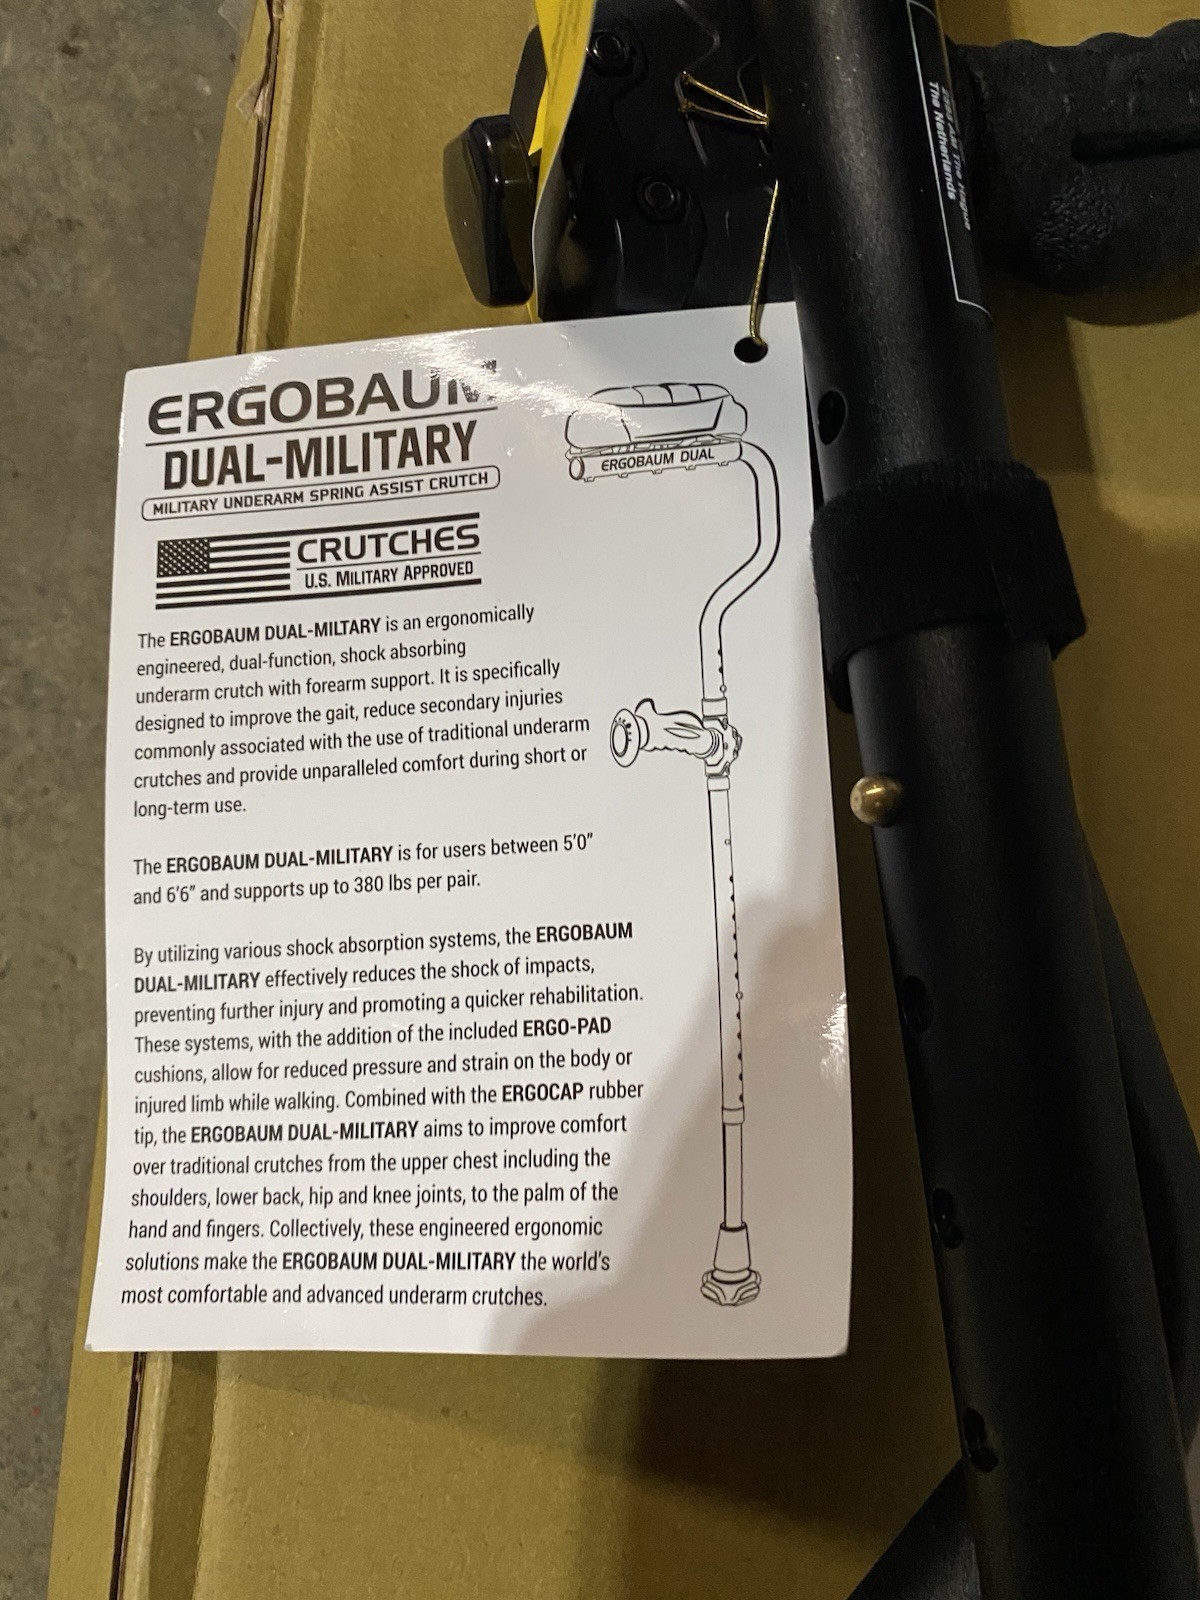 ERGOBAUM
DUAL-MILITARY
MILITARY UNDERARM SPRING ASSIST CRUTCH
CRUTCHES
U.S. MILITARY APPROVED
The ERGOBAUM DUAL-MILTARY is an ergonomically
engineered, dual-function, shock absorbing
underarm crutch with forearm support. It is specifically
designed to improve the gait, reduce secondary injuries
commonly associated with the use of traditional underarm
crutches and provide unparalleled comfort during short or
long-term use.
The ERGOBAUM DUAL-MILITARY is for users between 5'0"
and 6'6" and supports up to 380 lbs per pair.
By utilizing various shock absorption systems, the ERGOBAUM
DUAL-MILITARY effectively reduces the shock of impacts,
preventing further injury and promoting a quicker rehabilitation.
These systems, with the addition of the included ERGO-PAD
cushions, allow for reduced pressure and strain on the body or
injured limb while walking. Combined with the ERGOCAP rubber
tip, the ERGOBAUM DUAL-MILITARY aims to improve comfort
over traditional crutches from the upper chest including the
shoulders, lower back, hip and knee joints, to the palm of the
hand and fingers. Collectively, these engineered ergonomic
solutions make the ERGOBAUM DUAL-MILITARY the world's
most comfortable and advanced underarm crutches.
ERGOBAUM DUAL
The Hague
The Netherlands